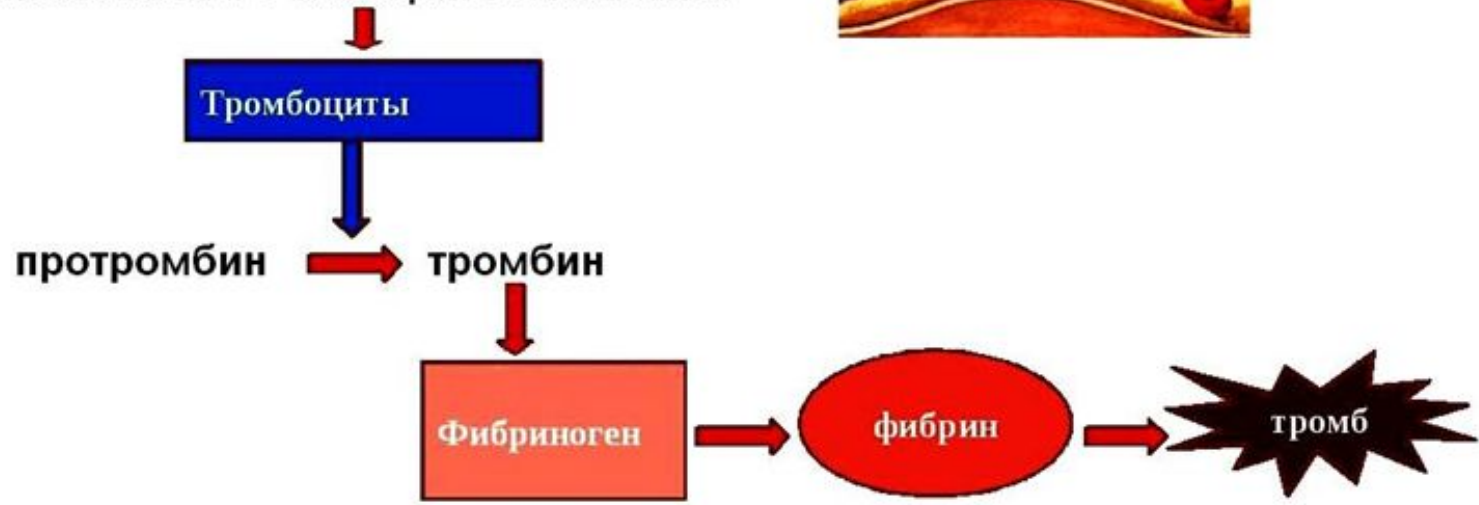 Тромбоциты
протромбин тромбин
Фибриноген фибрин тромб